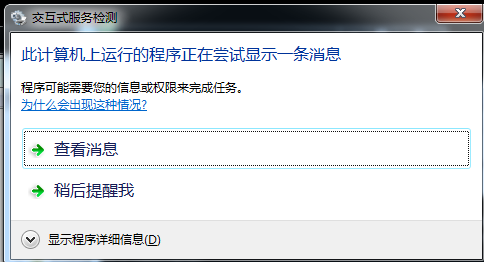 交互式服务检测
此计算机上运行的程序正在尝试显示一条消息
程序可能需要您的信息或权限来完成任务。
为什么会出现这种情况?
查看消息
稍后提醒我
显示程序详细信息(D)